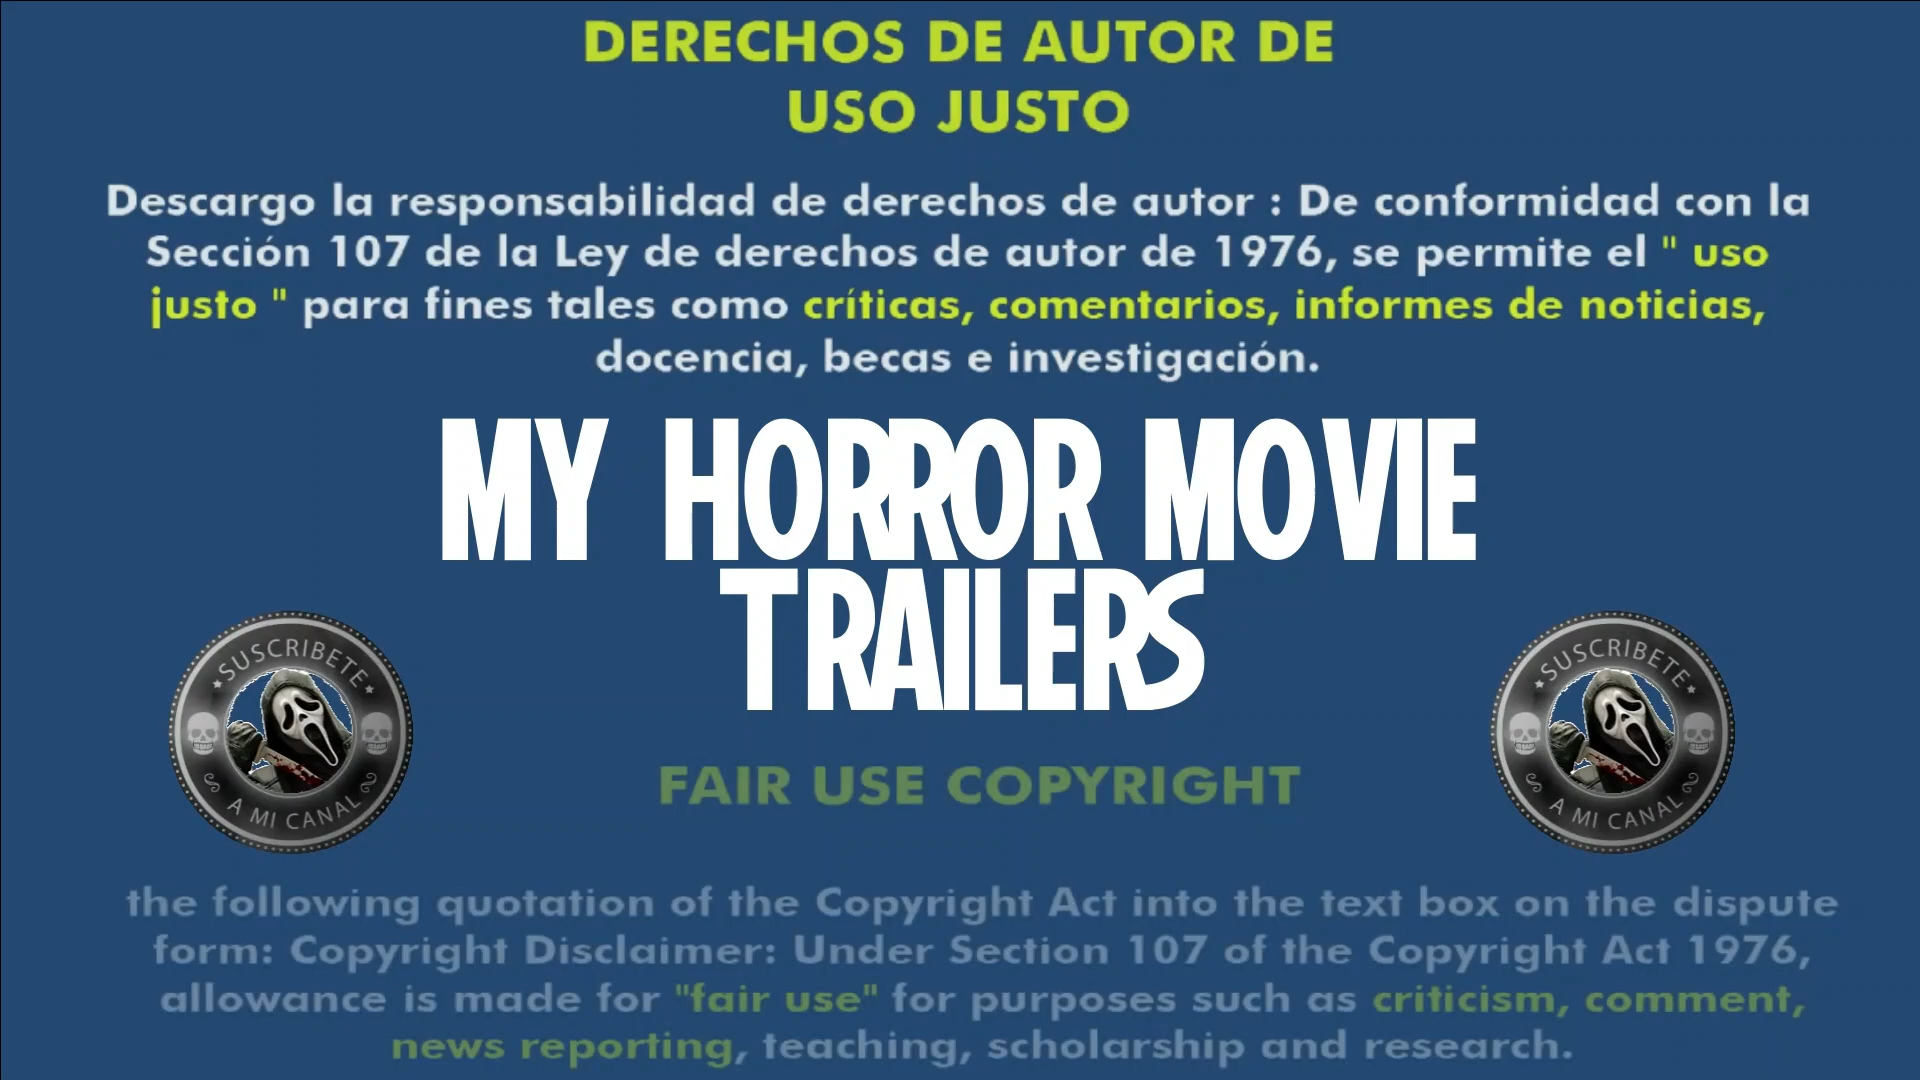 DERECHOS DE AUTOR DE
USO JUSTO
Descargo la responsabilidad de derechos de autor : De conformidad con la
Sección 107 de la Ley de derechos de autor de 1976, se permite el " uso
justo " para fines tales como críticas, comentarios, informes de noticias,
docencia, becas e investigación.
MY HORROR MOVIE
TRAILERS
SUSCRIBETE
A MI CANAL
SUSCRIBETE
A MI CANAL
FAIR USE COPYRIGHT
the following quotation of the Copyright Act into the text box on the dispute
form: Copyright Disclaimer: Under Section 107 of the Copyright Act 1976,
allowance is made for "fair use" for purposes such as criticism, comment,
news reporting, teaching, scholarship and research.